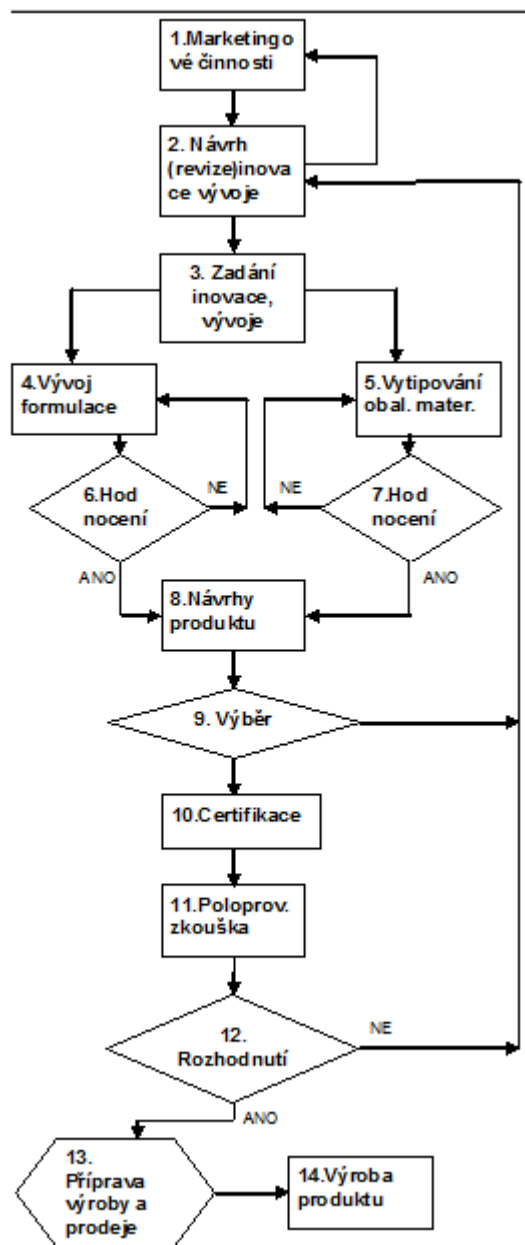 1.Marketingo
vé činnosti
2. Návrh
(revize)inova
ce vývoje
3. Zadání
inovace,
vývoje
4.Vývoj
formulace
5.Vytipování
obal. mater.
6.Hod
nocení
NE
NE
7.Hod
nocení
ANO
ANO
8.Návrhy
produktu
9. Výběr
10.Certifikace
11.Poloprov.
zkouška
12.
Rozhodnutí
NE
ANO
13.
Příprava
výroby a
prodeje
14.Výroba
produktu